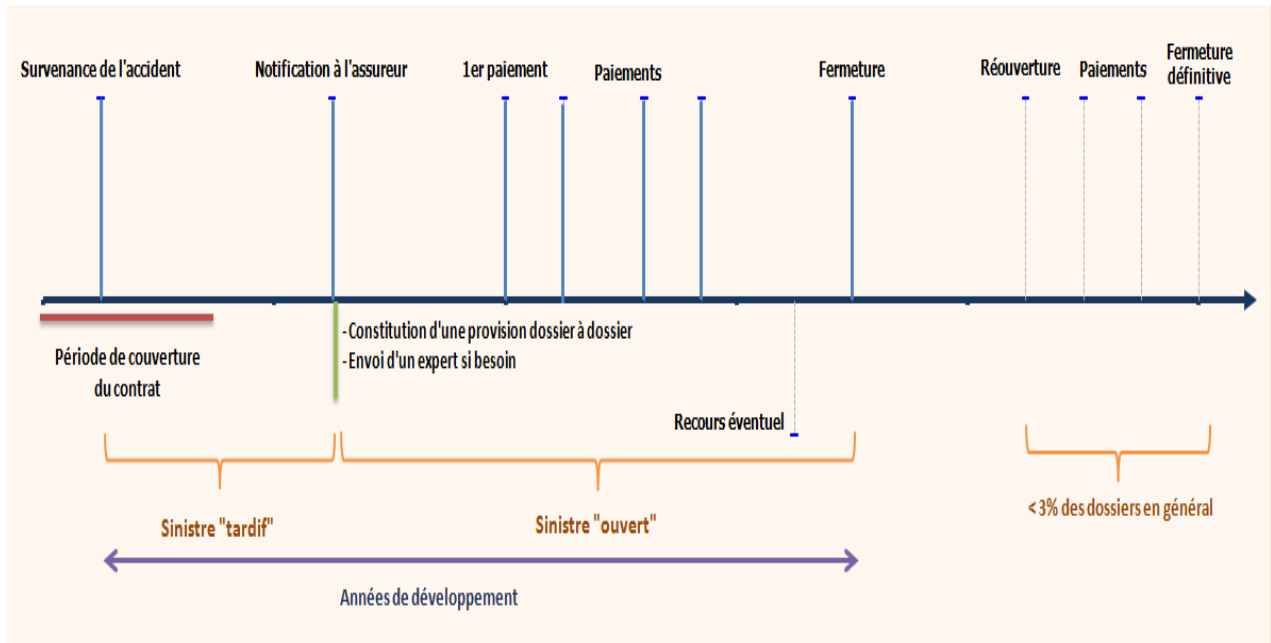 Survenance de l'accident
Notification à l'assureur
1er paiement
Paiements
Fermeture
Réouverture
Paiements
Fermeture
définitive
Période de couverture
du contrat
- Constitution d'une provision dossier à dossier
- Envoi d'un expert si besoin
Recours éventuel
Sinistre "tardif"
Sinistre "ouvert"
< 3% des dossiers en général
Années de développement